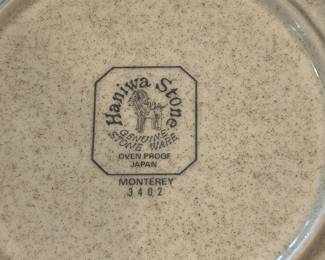 Haniwa Stone
GENUINE
STONE WARE
OVEN PROOF
JAPAN
MONTEREY
3402